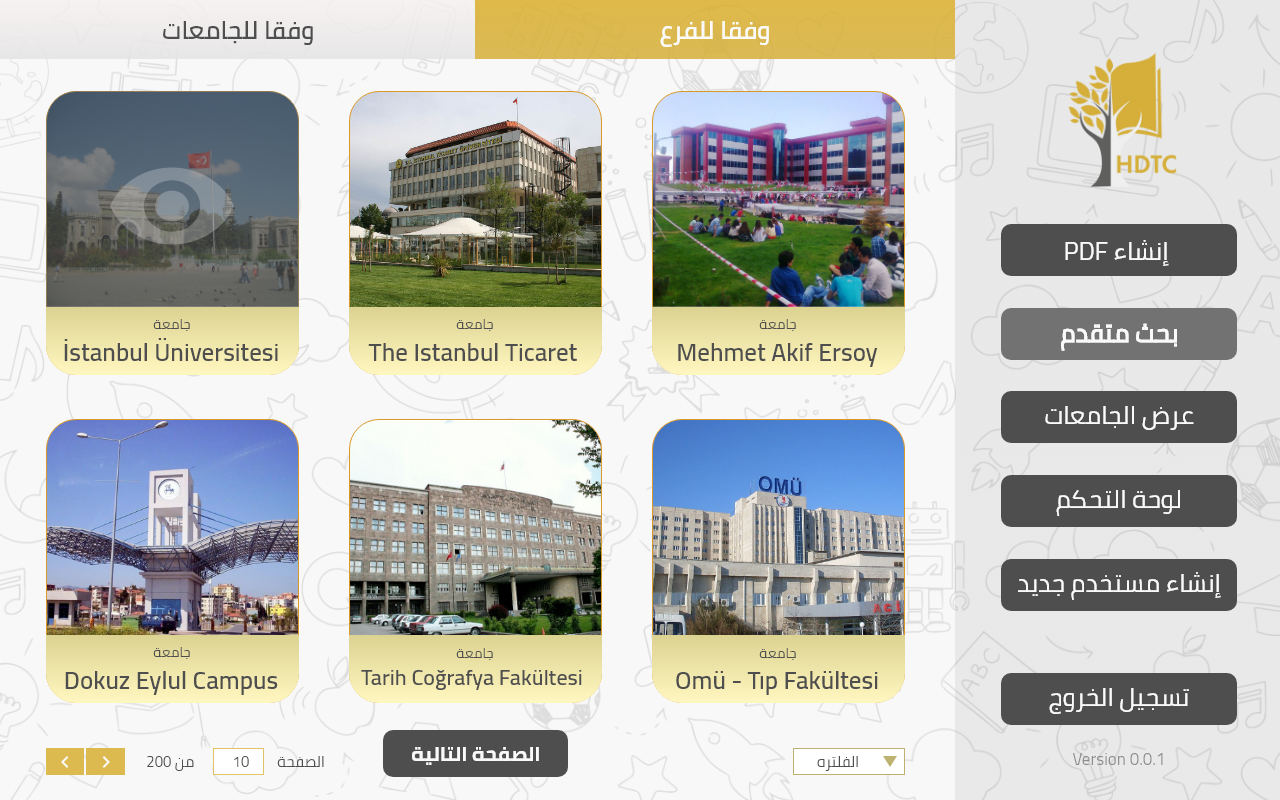 وفقا للفرع
وفقا للجامعات
HDTC
إنشاء PDF
بحث متقدم
عرض الجامعات
لوحة التحكم
إنشاء مستخدم جديد
تسجيل الخروج
Version 0.0.1
جامعة
Mehmet Akif Ersoy
جامعة
The Istanbul Ticaret
جامعة
İstanbul Üniversitesi
OMÜ
ACİ
جامعة
Omü - Tıp Fakültesi
جامعة
Tarih Coğrafya Fakültesi
جامعة
Dokuz Eylul Campus
الفلتره
الصفحة التالية
الصفحة 10 من 200
ABC